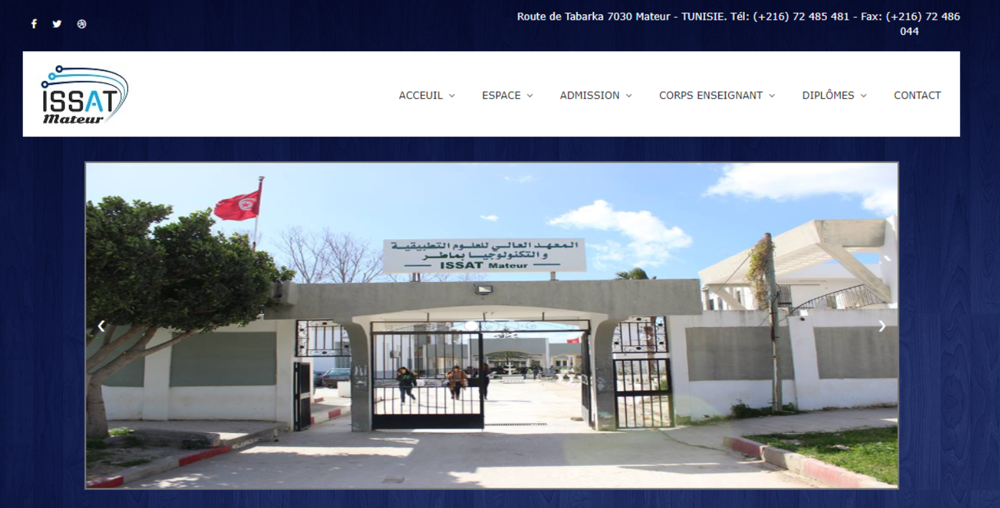 Route de Tabarka 7030 Mateur - TUNISIE. Tél: (+216) 72 485 481 - Fax: (+216) 72 486
044
ISSAT
Mateur
ACCEUIL
ESPACE
ADMISSION
CORPS ENSEIGNANT
DIPLÔMES
CONTACT
المعهد العالي للعلوم التطبيقية
و التكنولوجيا بماطر
ISSAT Mateur